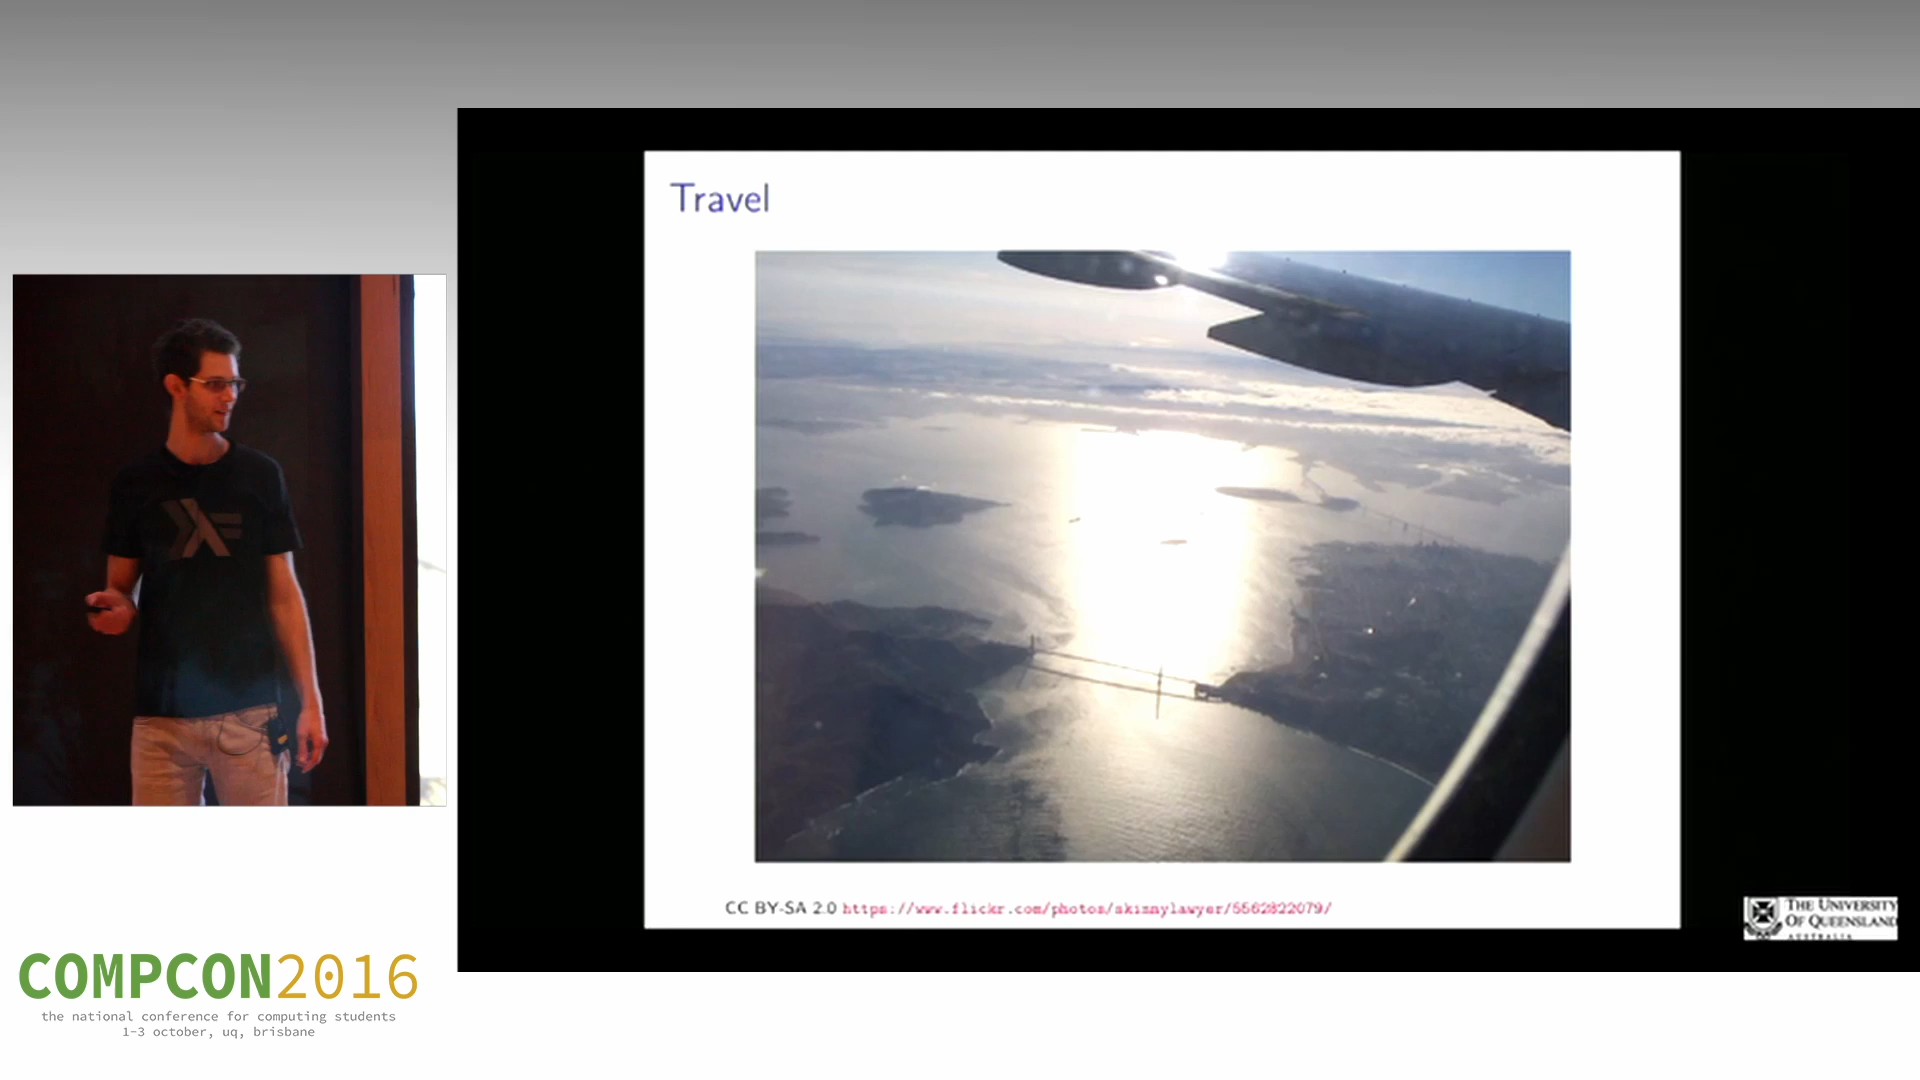 Travel
CC BY-SA 2.0 https://www.flickr.com/photos/skinnylawyer/5562822079/
THE UNIVERSITY
OF QUEENSLAND
AUSTRALIA
COMPCON2016
the national conference for computing students
1-3 october, uq, brisbane